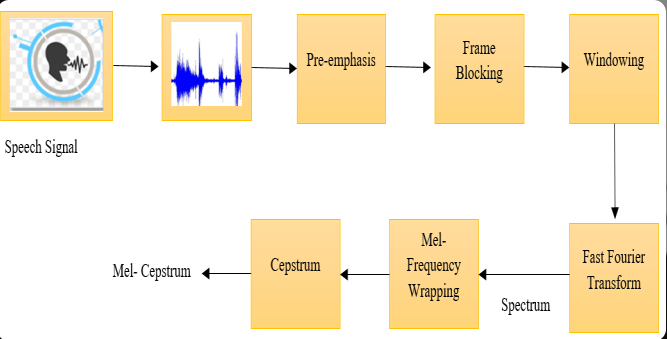 Speech Signal
Pre-emphasis
Frame
Blocking
Windowing
Fast Fourier
Transform
Spectrum
Mel-
Frequency
Wrapping
Cepstrum
Mel- Cepstrum